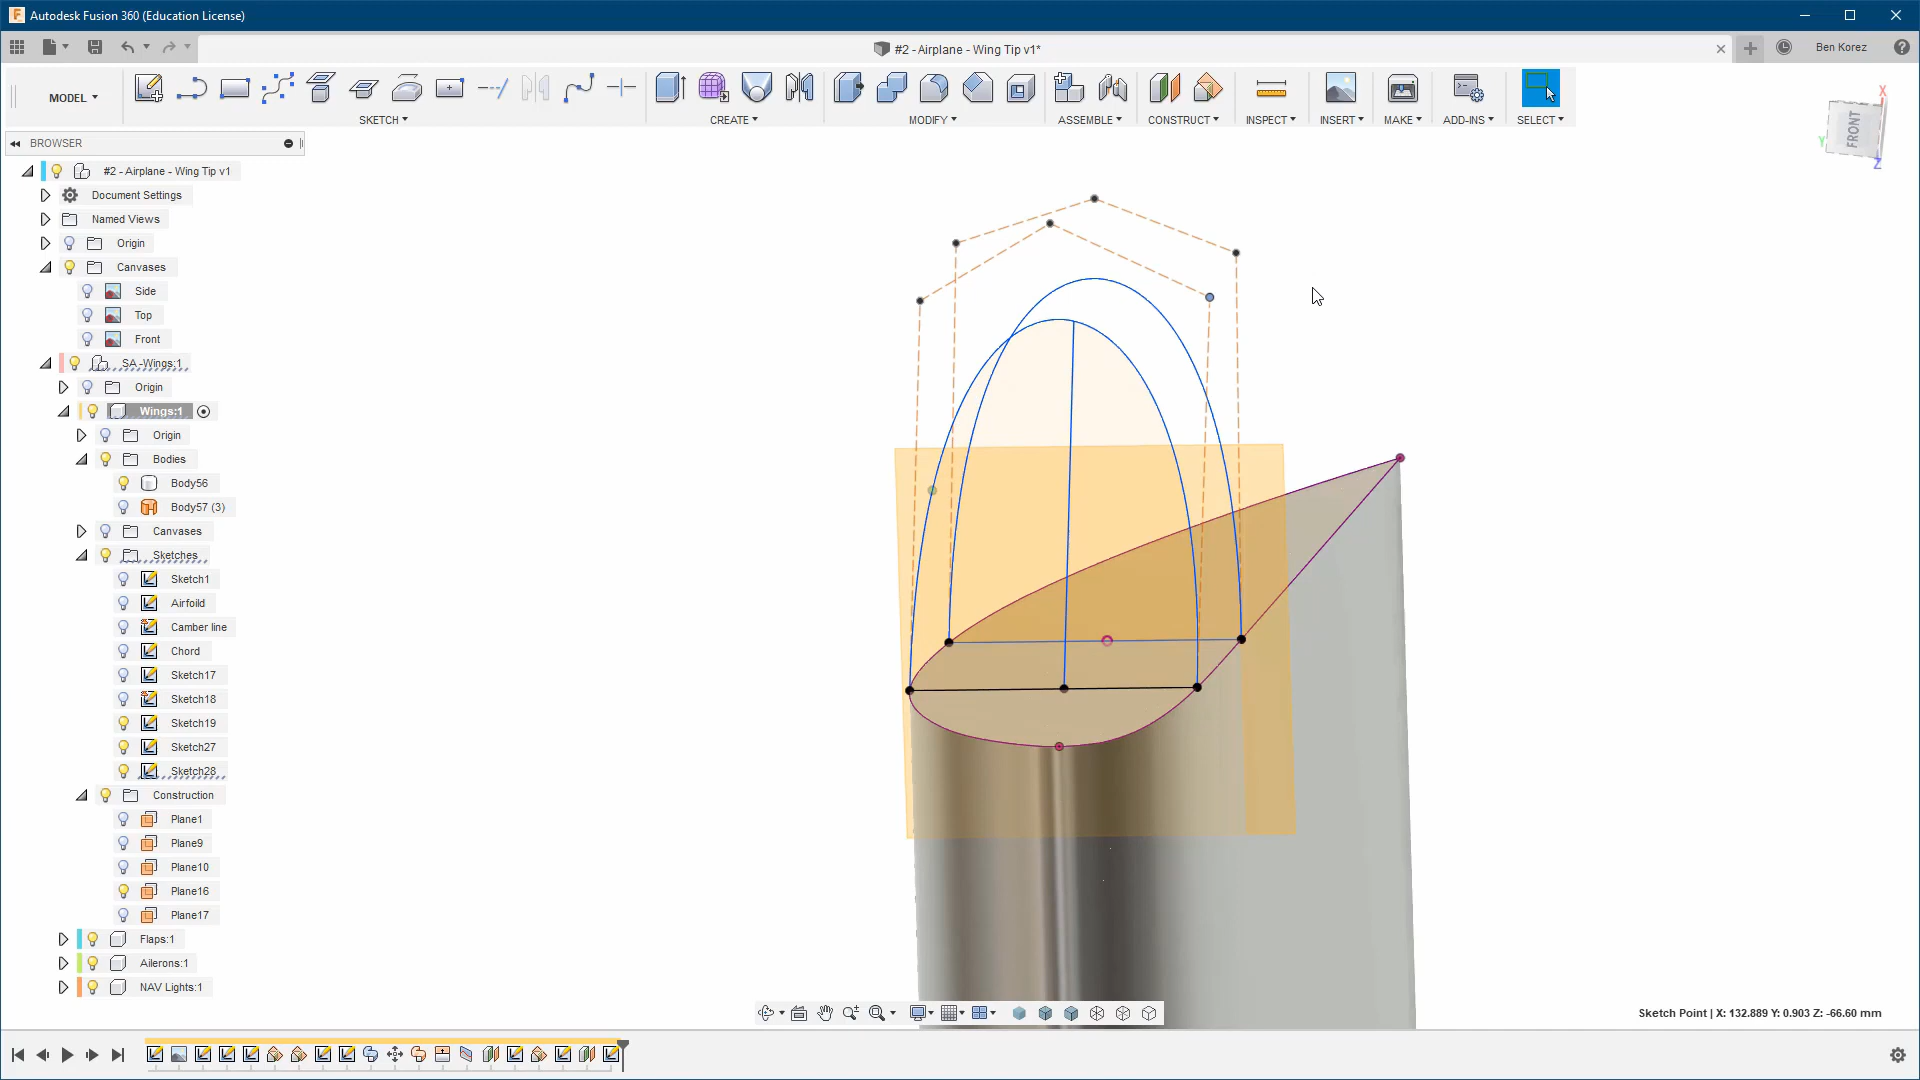 Autodesk Fusion 360 (Education License)
#2 - Airplane - Wing Tip v1*
Ben Korez
MODEL
SKETCH
CREATE
MODIFY
ASSEMBLE
CONSTRUCT
INSPECT
INSERT
MAKE
ADD-INS
SELECT
X
FRONT
Y
Z
BROWSER
#2 - Airplane - Wing Tip v1
Document Settings
Named Views
Origin
Canvases
Side
Top
Front
SA -Wings:1
Origin
Wings:1
Origin
Bodies
Body56
Body57 (3)
Canvases
Sketches
Sketch1
Airfoild
Camber line
Chord
Sketch17
Sketch18
Sketch19
Sketch27
Sketch28
Construction
Plane1
Plane9
Plane10
Plane16
Plane17
Flaps:1
Ailerons:1
NAV Lights:1
Sketch Point | X: 132.889 Y: 0.903 Z: -66.60 mm